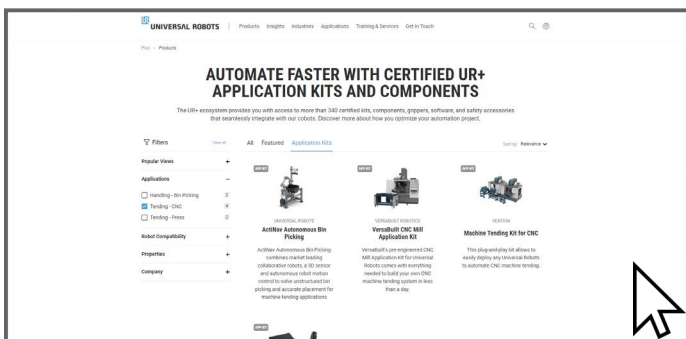 UNIVERSAL ROBOTS
Products Insights Industries Applications Training & Services Get In Touch
Plus > Products
AUTOMATE FASTER WITH CERTIFIED UR+
APPLICATION KITS AND COMPONENTS
The UR+ ecosystem provides you with access to more than 340 certified kits, components, grippers, software, and safety accessories
that seamlessly integrate with our cobots. Discover more about how you optimize your automation project.
Filters
View all
All Featured Application Kits
Sort by Relevance
Popular Views +
Applications −
Handling - Bin Picking 2
Tending - CNC 4
Tending - Press 2
Robot Compatibility +
Properties +
Company +
APP KIT
UNIVERSAL ROBOTS
ActiNav Autonomous Bin
Picking
ActiNav Autonomous Bin Picking
combines market leading
collaborative robots, a 3D sensor
and autonomous robot motion
control to solve unstructured bin
picking and accurate placement for
machine tending applications
APP KIT
VERSABUILT ROBOTICS
VersaBuilt CNC Mill
Application Kit
VersaBuilt's pre-engineered CNC
Mill Application Kit for Universal
Robots comes with everything
needed to build your own CNC
machine tending system in less
than a day.
APP KIT
VENTION
Machine Tending Kit for CNC
This plug-and-play kit allows to
easily deploy any Universal Robots
to automate CNC machine tending
APP KIT